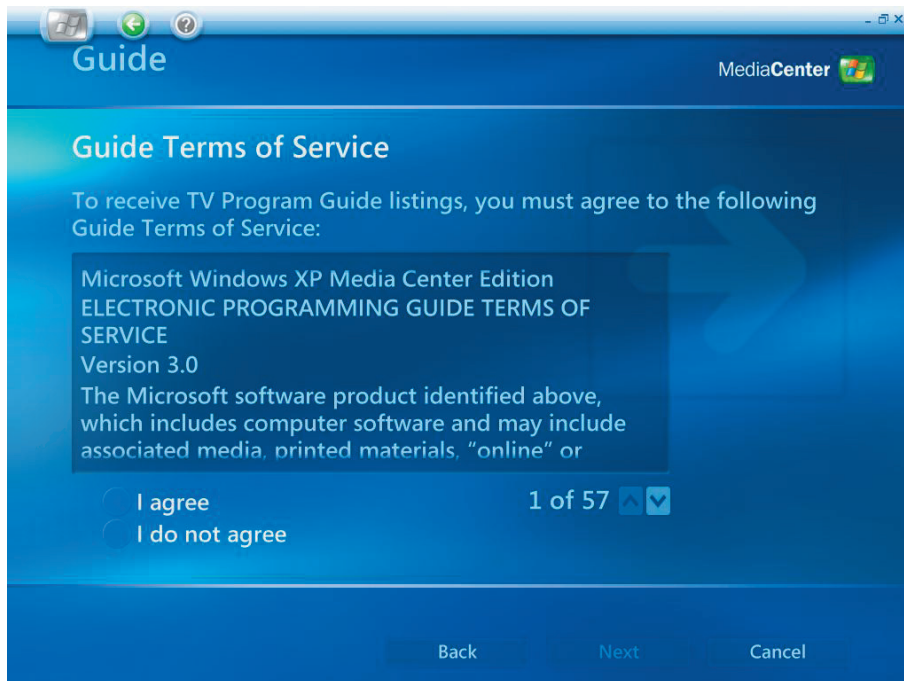 Guide
MediaCenter
Guide Terms of Service
To receive TV Program Guide listings, you must agree to the following
Guide Terms of Service:
Microsoft Windows XP Media Center Edition
ELECTRONIC PROGRAMMING GUIDE TERMS OF
SERVICE
Version 3.0
The Microsoft software product identified above,
which includes computer software and may include
associated media, printed materials, “online” or
I agree
1 of 57
I do not agree
Back
Next
Cancel